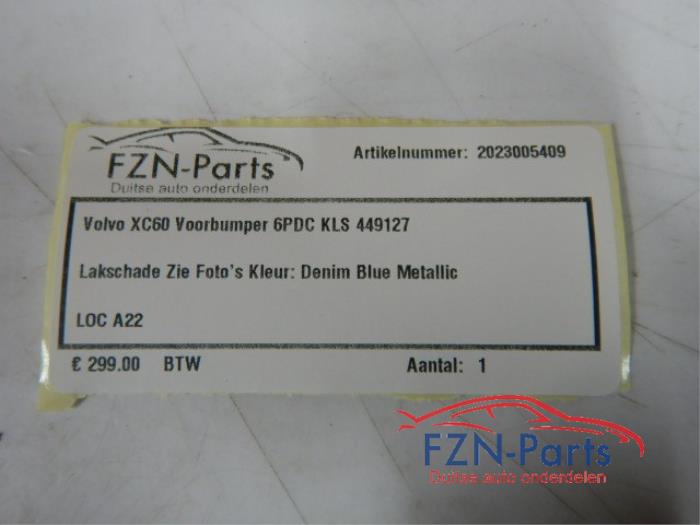 FZN-Parts
Duitse auto onderdelen
Artikelnummer: 2023005409
Volvo XC60 Voorbumper 6PDC KLS 449127
Lakschade Zie Foto's Kleur: Denim Blue Metallic
LOC A22
€ 299.00 BTW Aantal: 1
FZN-Parts
Duitse auto onderdelen